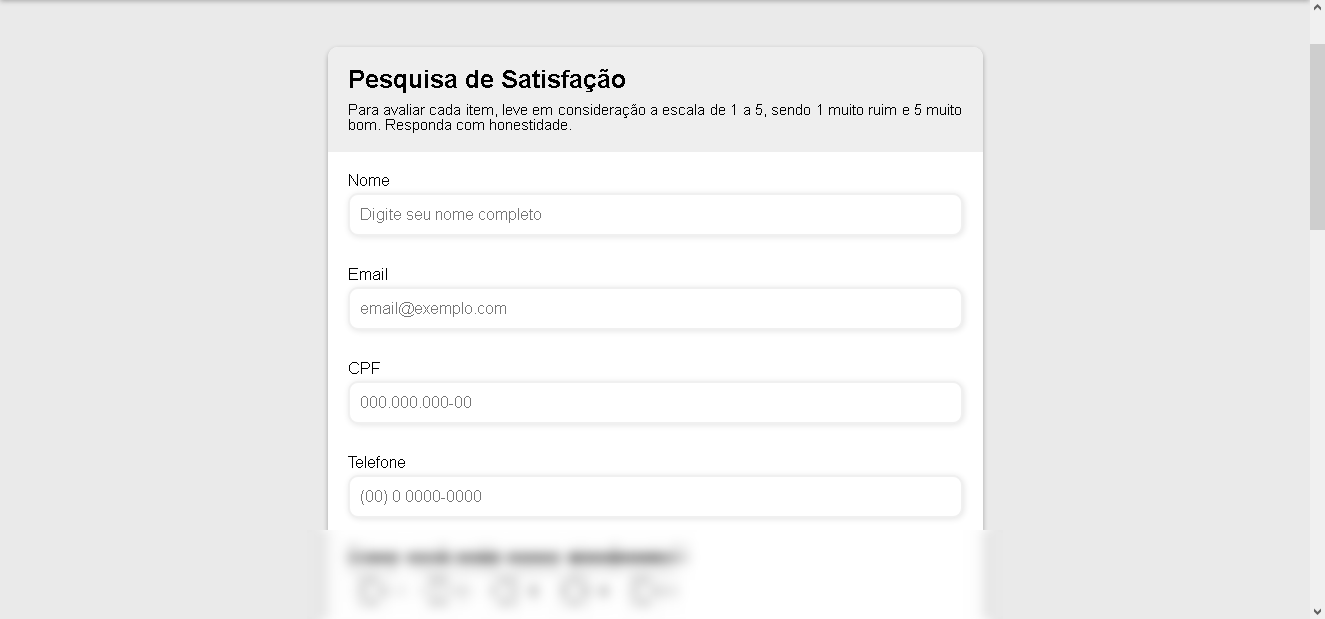 Pesquisa de Satisfação
Para avaliar cada item, leve em consideração a escala de 1 a 5, sendo 1 muito ruim e 5 muito
bom. Responda com honestidade.
Nome
Digite seu nome completo
Email
email@exemplo.com
CPF
000.000.000-00
Telefone
(00) 0 0000-0000